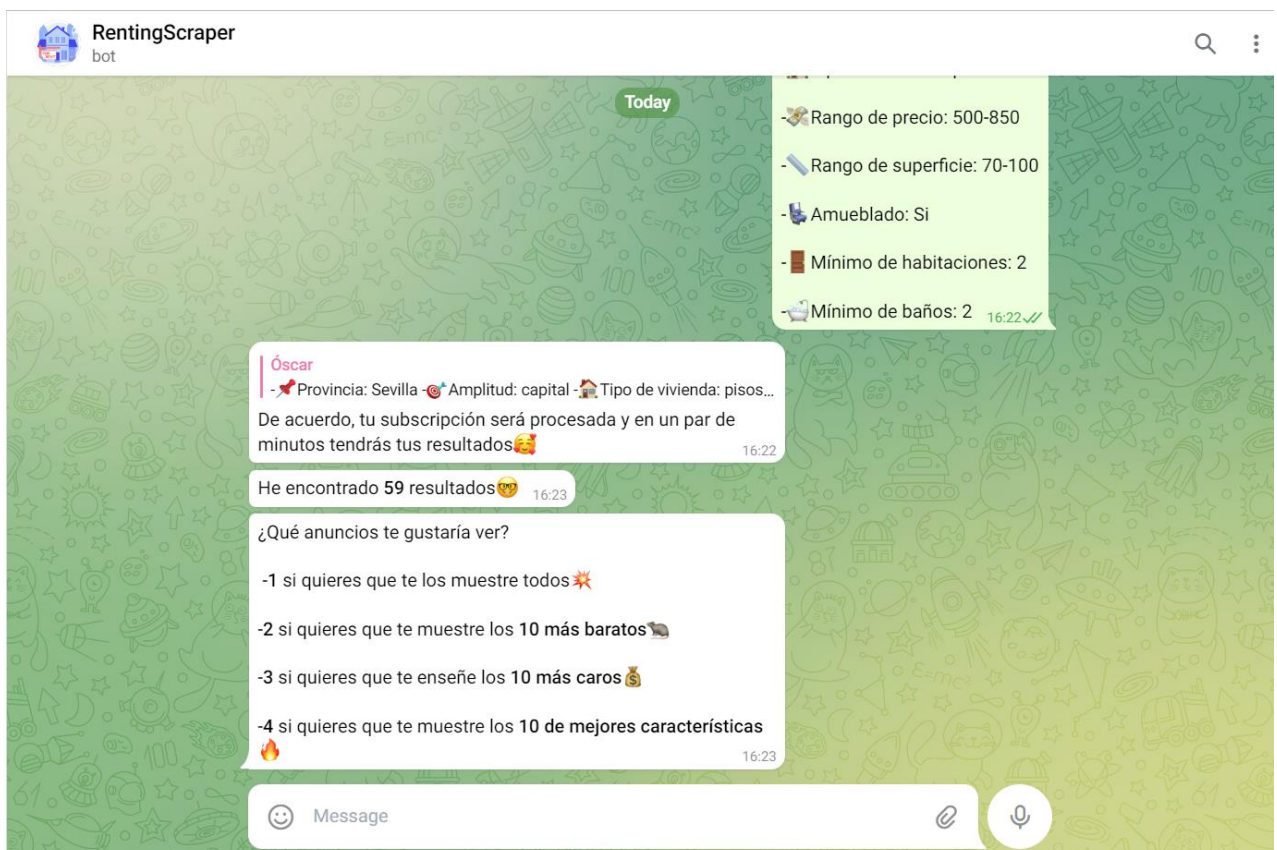 RentingScraper
bot
Today
-💸Rango de precio: 500-850
-📏Rango de superficie: 70-100
-💺Amueblado: Si
-🚪Mínimo de habitaciones: 2
-🛁Mínimo de baños: 2 16:22
Óscar
-📌Provincia: Sevilla -🎯Amplitud: capital -🏠Tipo de vivienda: pisos...
De acuerdo, tu subscripción será procesada y en un par de
minutos tendrás tus resultados🥰 16:22
He encontrado 59 resultados🤓 16:23
¿Qué anuncios te gustaría ver?
-1 si quieres que te los muestre todos💥
-2 si quieres que te muestre los 10 más baratos🐀
-3 si quieres que te enseñe los 10 más caros💰
-4 si quieres que te muestre los 10 de mejores características
🔥 16:23
Message